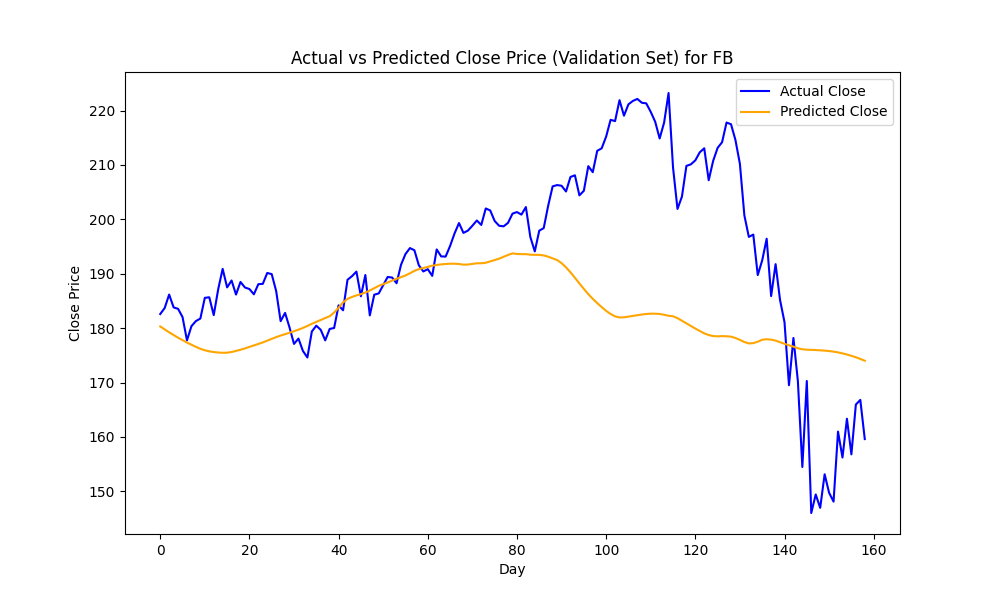 Actual vs Predicted Close Price (Validation Set) for FB
Actual Close
Predicted Close
220
210
200
190
180
170
160
150
Close Price
0 20 40 60 80 100 120 140 160
Day